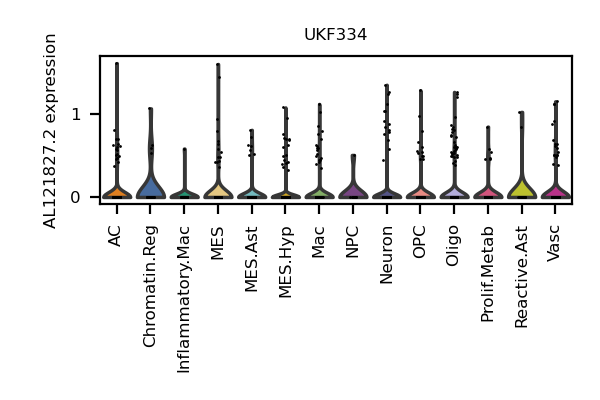 UKF334
AL121827.2 expression
1
0
AC
Chromatin.Reg
Inflammatory.Mac
MES
MES.Ast
MES.Hyp
Mac
NPC
Neuron
OPC
Oligo
Prolif.Metab
Reactive.Ast
Vasc